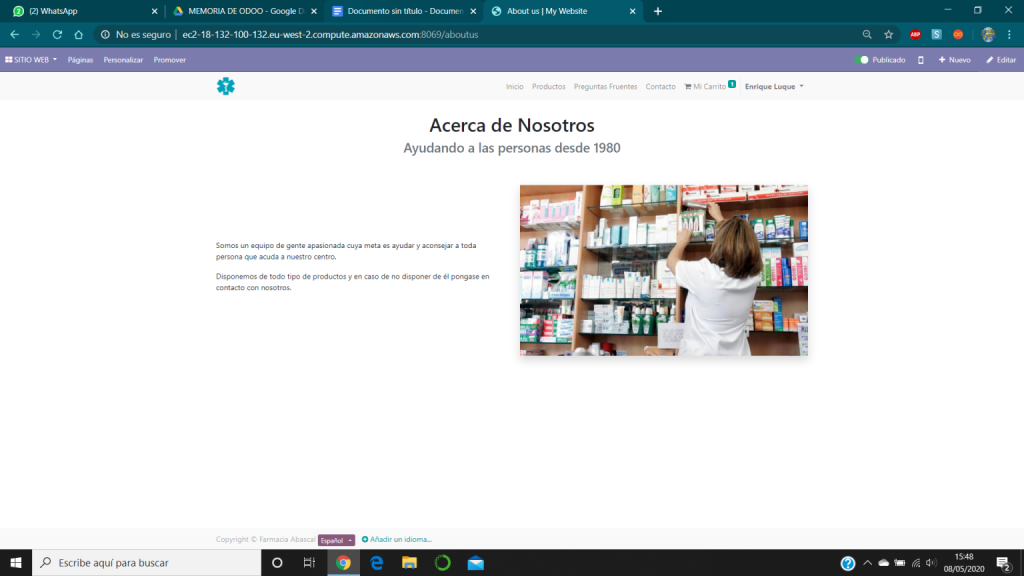 (2) WhatsApp
MEMORIA DE ODOO - Google D
Documento sin título - Documen
About us | My Website
No es seguro | ec2-18-132-100-132.eu-west-2.compute.amazonaws.com:8069/aboutus
ABP
S
SITIO WEB
Páginas
Personalizar
Promover
Publicado
Nuevo
Editar
Inicio
Productos
Preguntas Fruentes
Contacto
Mi Carrito 1
Enrique Luque
Acerca de Nosotros
Ayudando a las personas desde 1980
Somos un equipo de gente apasionada cuya meta es ayudar y aconsejar a toda
persona que acuda a nuestro centro.
Disponemos de todo tipo de productos y en caso de no disponer de él pongase en
contacto con nosotros.
Copyright © Farmacia Abascal
Español
Añadir un idioma...
Escribe aquí para buscar
15:48
08/05/2020
2